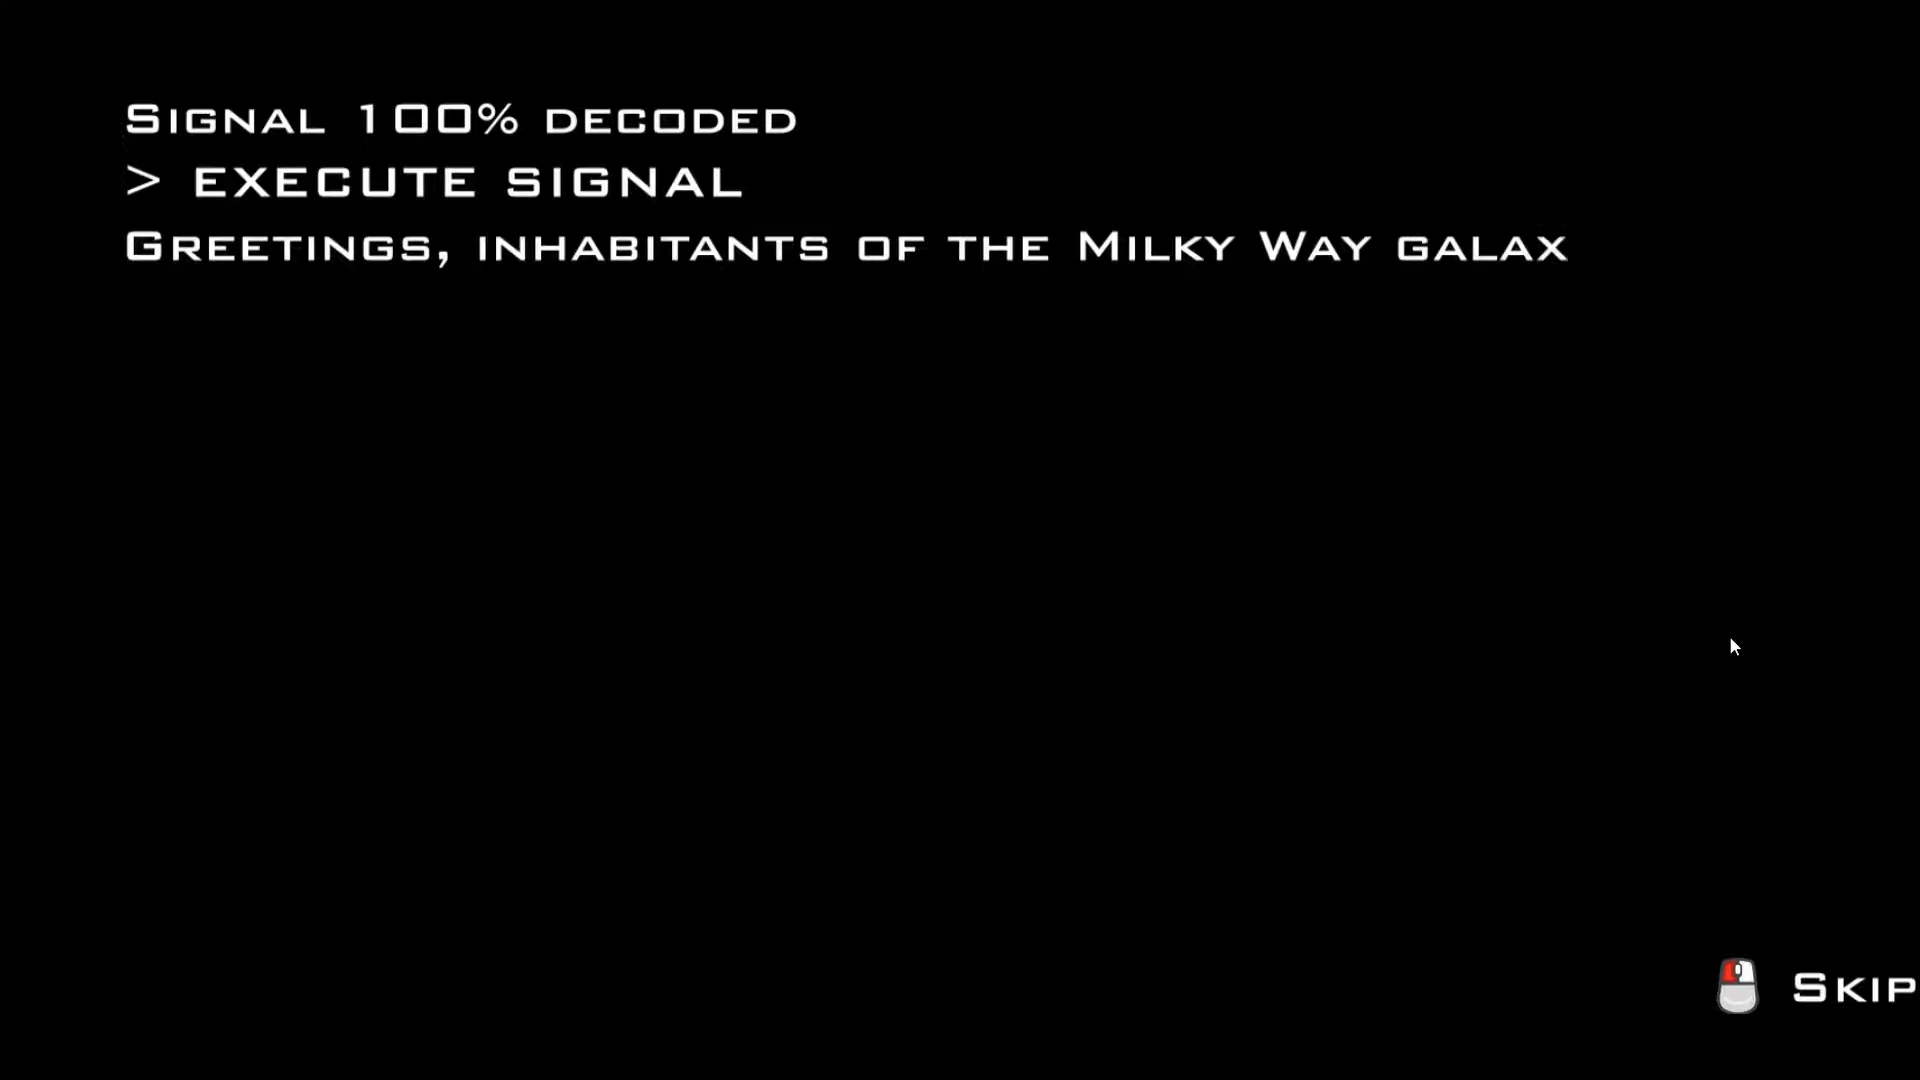 Signal 100% decoded
> EXECUTE SIGNAL
Greetings, inhabitants of the Milky Way galax
Skip